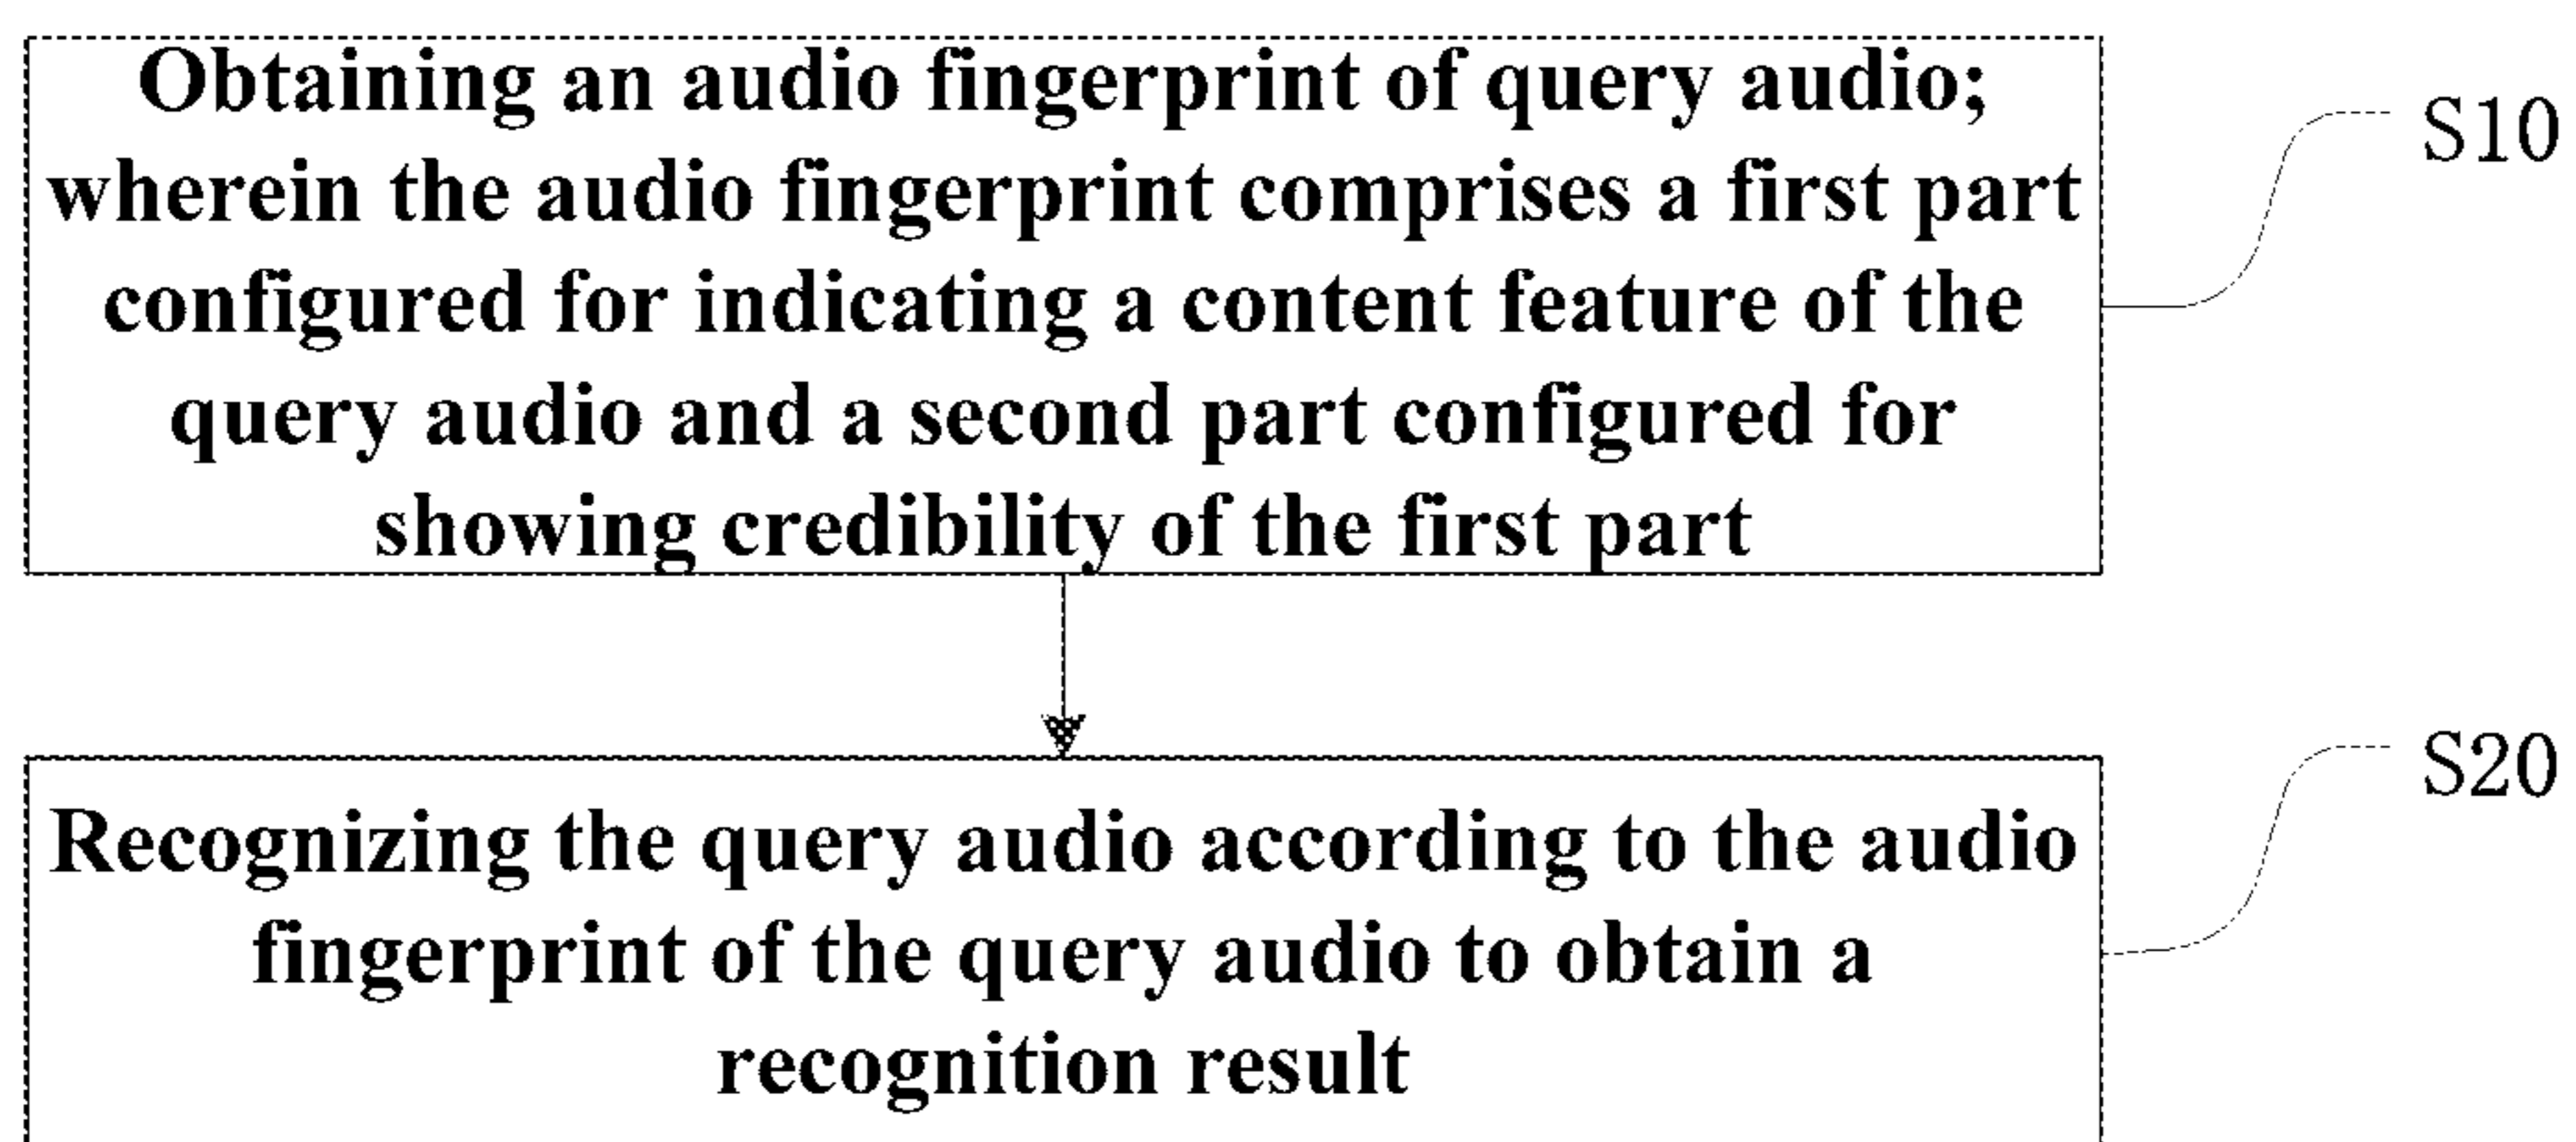 Obtaining an audio fingerprint of query audio;
wherein the audio fingerprint comprises a first part
configured for indicating a content feature of the
query audio and a second part configured for
showing credibility of the first part
S10
Recognizing the query audio according to the audio
fingerprint of the query audio to obtain a
recognition result
S20